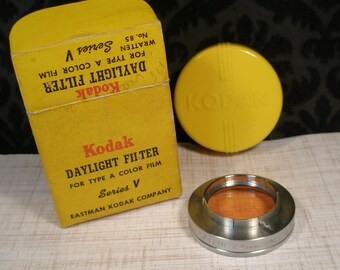 Kodak
DAYLIGHT FILTER
FOR TYPE A COLOR FILM
WRATTEN Series V
No. 85
Kodak
DAYLIGHT FILTER
FOR TYPE A COLOR FILM
Series V
EASTMAN KODAK COMPANY
KODAK